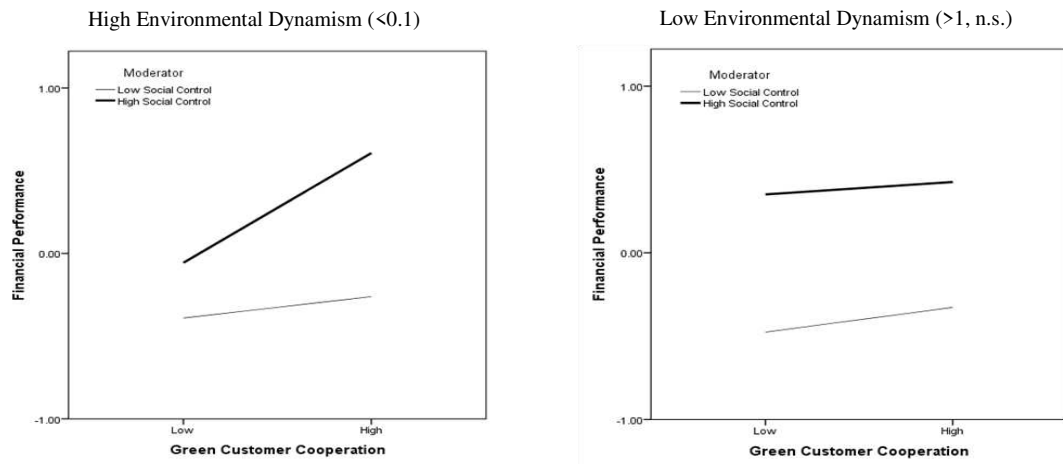 High Environmental Dynamism (<0.1)
Moderator
Low Social Control
High Social Control
1.00
0.00
-1.00
Financial Performance
Low
High
Green Customer Cooperation
Low Environmental Dynamism (>1, n.s.)
Moderator
Low Social Control
High Social Control
1.00
0.00
-1.00
Financial Performance
Low
High
Green Customer Cooperation